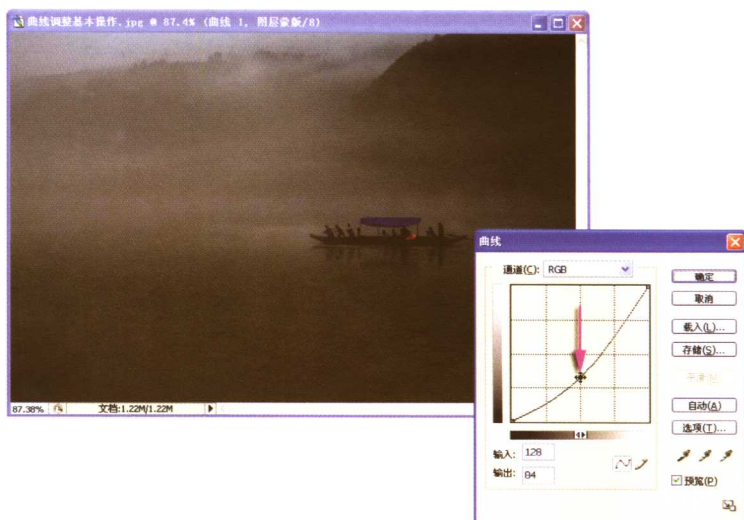 曲线调整基本操作.jpg @ 87.4% (曲线 1, 图层蒙版/8)
87.38%
文档:1.22M/1.22M
曲线
通道(C): RGB
确定
取消
载入(L)...
存储(S)...
平滑(M)
自动(A)
选项(T)...
输入: 128
输出: 84
预览(P)